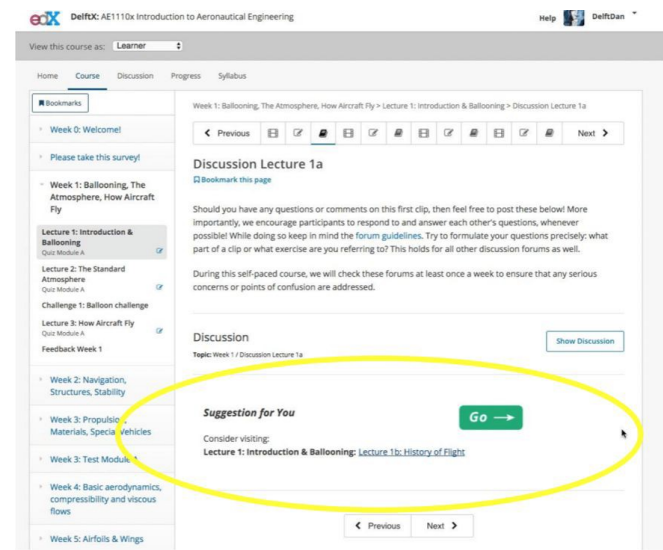 edX DelftX: AE1110x Introduction to Aeronautical Engineering
Help DelftDan
View this course as: Learner
Home Course Discussion Progress Syllabus
Bookmarks
Week 0: Welcome!
Please take this survey!
Week 1: Ballooning, The
Atmosphere, How Aircraft
Fly
Lecture 1: Introduction &
Ballooning
Quiz Module A
Lecture 2: The Standard
Atmosphere
Quiz Module A
Challenge 1: Balloon challenge
Lecture 3: How Aircraft Fly
Quiz Module A
Feedback Week 1
Week 2: Navigation,
Structures, Stability
Week 3: Propulsion,
Materials, Special Vehicles
Week 3: Test Module
Week 4: Basic aerodynamics,
compressibility and viscous
flows
Week 5: Airfoils & Wings
Week 1: Ballooning, The Atmosphere, How Aircraft Fly > Lecture 1: Introduction & Ballooning > Discussion Lecture 1a
Previous Next
Discussion Lecture 1a
Bookmark this page
Should you have any questions or comments on this first clip, then feel free to post these below! More
importantly, we encourage participants to respond to and answer each other's questions, whenever
possible! While doing so keep in mind the forum guidelines. Try to formulate your questions precisely: what
part of a clip or what exercise are you referring to? This holds for all other discussion forums as well.
During this self-paced course, we will check these forums at least once a week to ensure that any serious
concerns or points of confusion are addressed.
Discussion
Show Discussion
Topic: Week 1 / Discussion Lecture 1a
Suggestion for You
Go
Consider visiting:
Lecture 1: Introduction & Ballooning: Lecture 1b: History of Flight
Previous Next